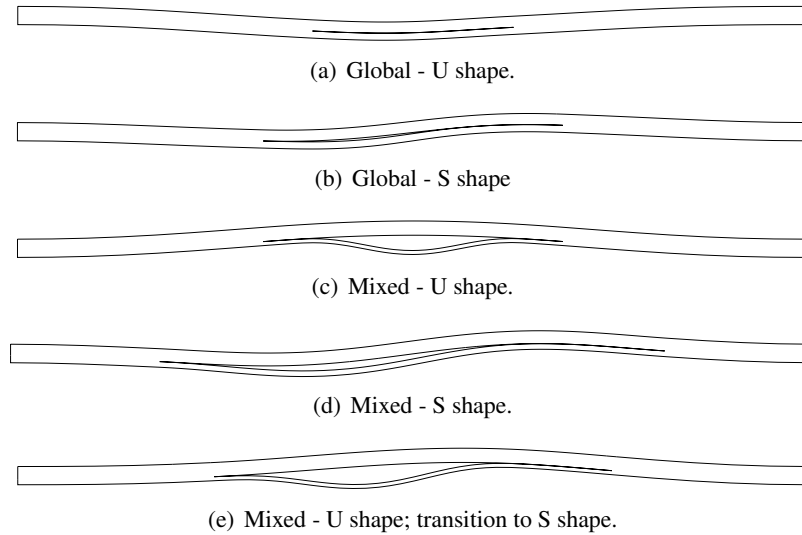 (a) Global - U shape.
(b) Global - S shape
(c) Mixed - U shape.
(d) Mixed - S shape.
(e) Mixed - U shape; transition to S shape.